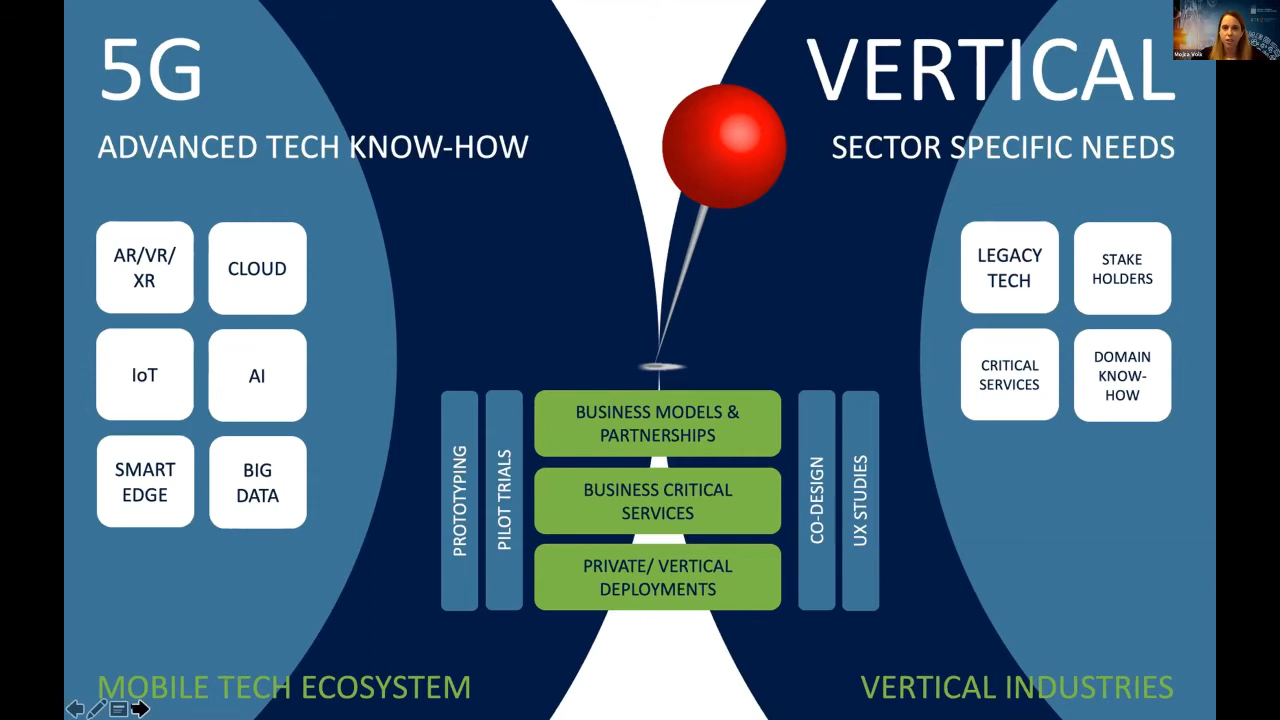 5G
ADVANCED TECH KNOW-HOW
AR/VR/
XR
CLOUD
IoT
AI
SMART
EDGE
BIG
DATA
MOBILE TECH ECOSYSTEM
PROTOTYPING
PILOT TRIALS
BUSINESS MODELS &
PARTNERSHIPS
BUSINESS CRITICAL
SERVICES
PRIVATE/ VERTICAL
DEPLOYMENTS
CO-DESIGN
UX STUDIES
VERTICAL
SECTOR SPECIFIC NEEDS
LEGACY
TECH
STAKE
HOLDERS
CRITICAL
SERVICES
DOMAIN
KNOW-
HOW
VERTICAL INDUSTRIES
Mojca Volk